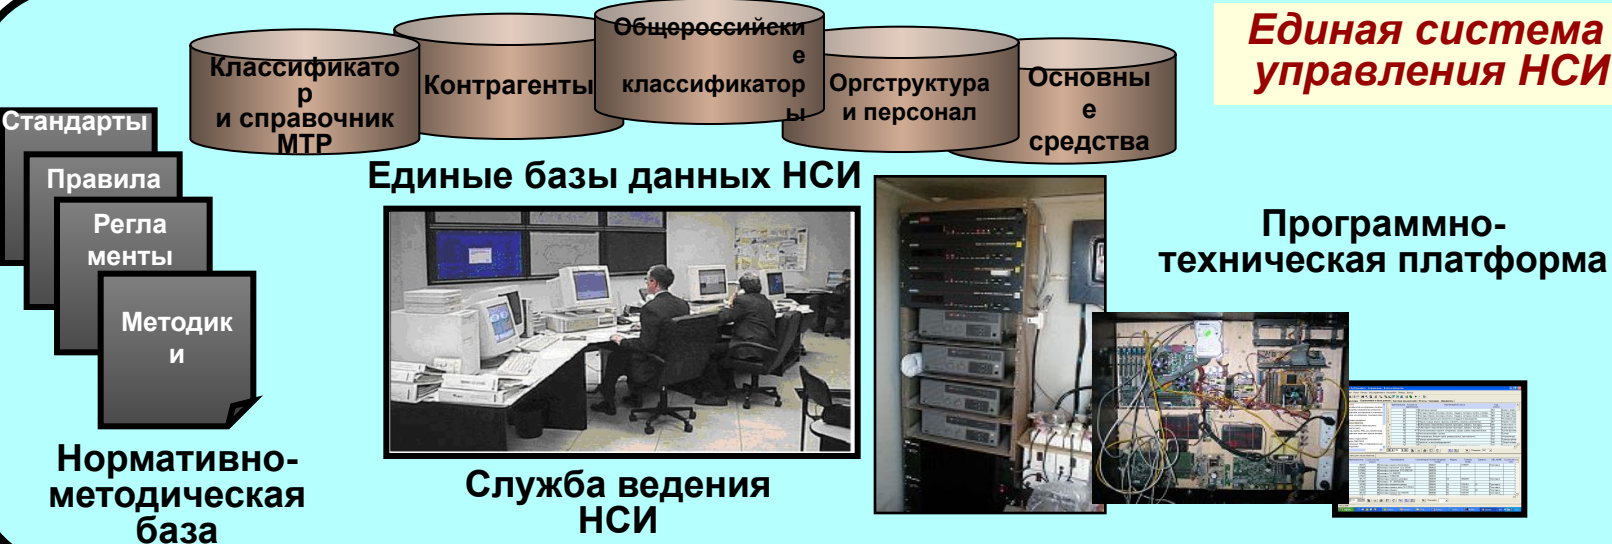 Единая система
управления НСИ
Классификато
р
и справочник
МТР
Контрагенты
Общероссийски
е
классификатор
ы
Оргструктура
и персонал
Основны
е
средства
Стандарты
Правила
Регла
менты
Методик
и
Единые базы данных НСИ
Программно-
техническая платформа
Нормативно-
методическая
база
Служба ведения
НСИ